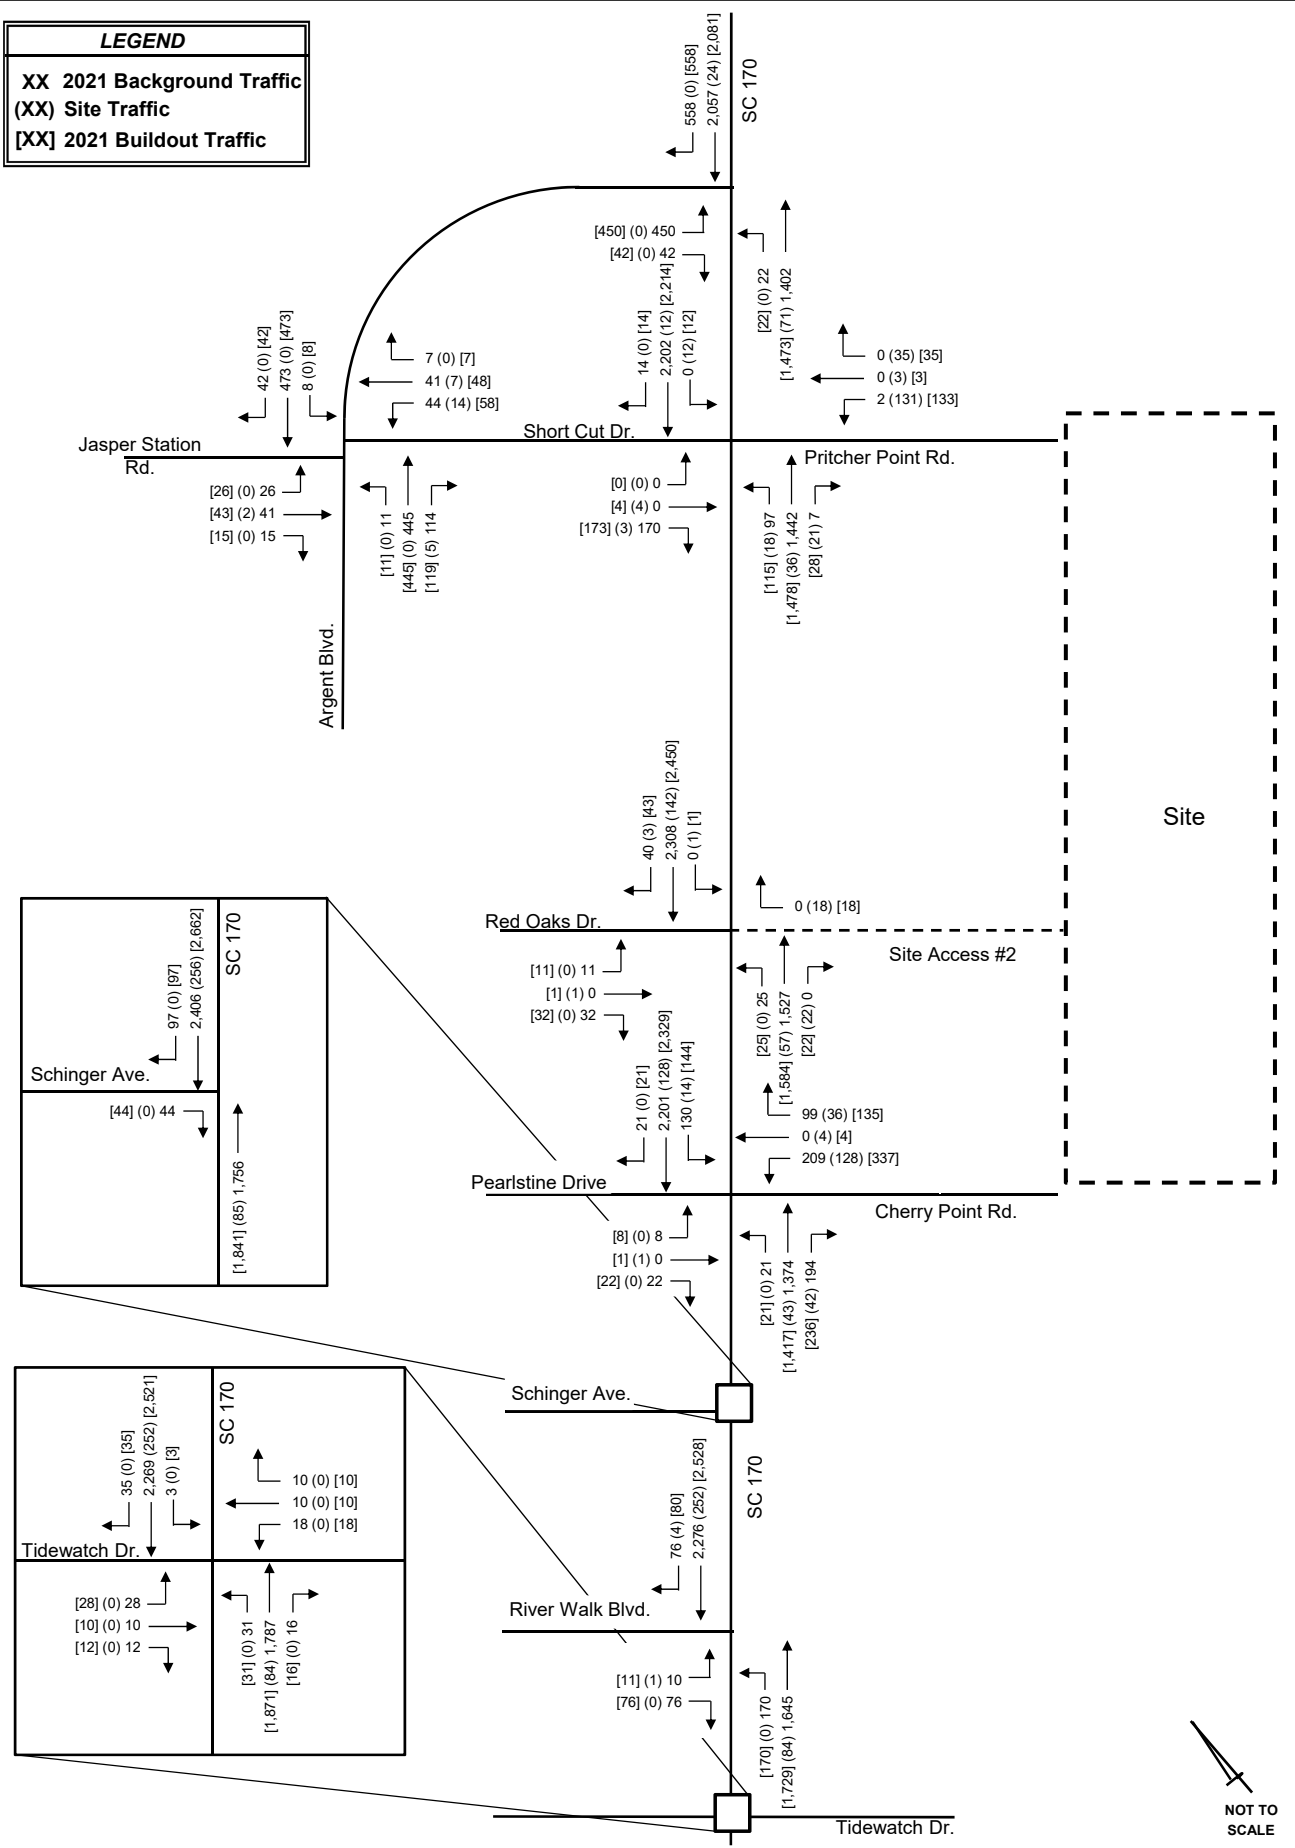 LEGEND
XX 2021 Background Traffic
(XX) Site Traffic
[XX] 2021 Buildout Traffic
558 (0) [558]
2,057 (24) [2,081]
SC 170
[450] (0) 450
[42] (0) 42
[22] (0) 22
[1,473] (71) 1,402
42 (0) [42]
473 (0) [473]
8 (0) [8]
7 (0) [7]
41 (7) [48]
44 (14) [58]
14 (0) [14]
2,202 (12) [2,214]
0 (12) [12]
0 (35) [35]
0 (3) [3]
2 (131) [133]
Jasper Station
Rd.
Short Cut Dr.
Pritcher Point Rd.
[26] (0) 26
[43] (2) 41
[15] (0) 15
[11] (0) 11
[445] (0) 445
[119] (5) 114
[0] (0) 0
[4] (4) 0
[173] (3) 170
[115] (18) 97
[1,478] (36) 1,442
[28] (21) 7
Argent Blvd.
Site
40 (3) [43]
2,308 (142) [2,450]
0 (1) [1]
0 (18) [18]
Red Oaks Dr.
Site Access #2
[11] (0) 11
[1] (1) 0
[32] (0) 32
[25] (0) 25
[1,584] (57) 1,527
[22] (22) 0
97 (0) [97]
2,406 (256) [2,662]
SC 170
Schinger Ave.
[44] (0) 44
[1,841] (85) 1,756
21 (0) [21]
2,201 (128) [2,329]
130 (14) [144]
99 (36) [135]
0 (4) [4]
209 (128) [337]
Pearlstine Drive
Cherry Point Rd.
[8] (0) 8
[1] (1) 0
[22] (0) 22
[21] (0) 21
[1,417] (43) 1,374
[236] (42) 194
Schinger Ave.
SC 170
35 (0) [35]
2,269 (252) [2,521]
3 (0) [3]
SC 170
10 (0) [10]
10 (0) [10]
18 (0) [18]
Tidewatch Dr.
[28] (0) 28
[10] (0) 10
[12] (0) 12
[31] (0) 31
[1,871] (84) 1,787
[16] (0) 16
76 (4) [80]
2,276 (252) [2,528]
River Walk Blvd.
[11] (1) 10
[76] (0) 76
[170] (0) 170
[1,729] (84) 1,645
Tidewatch Dr.
NOT TO
SCALE